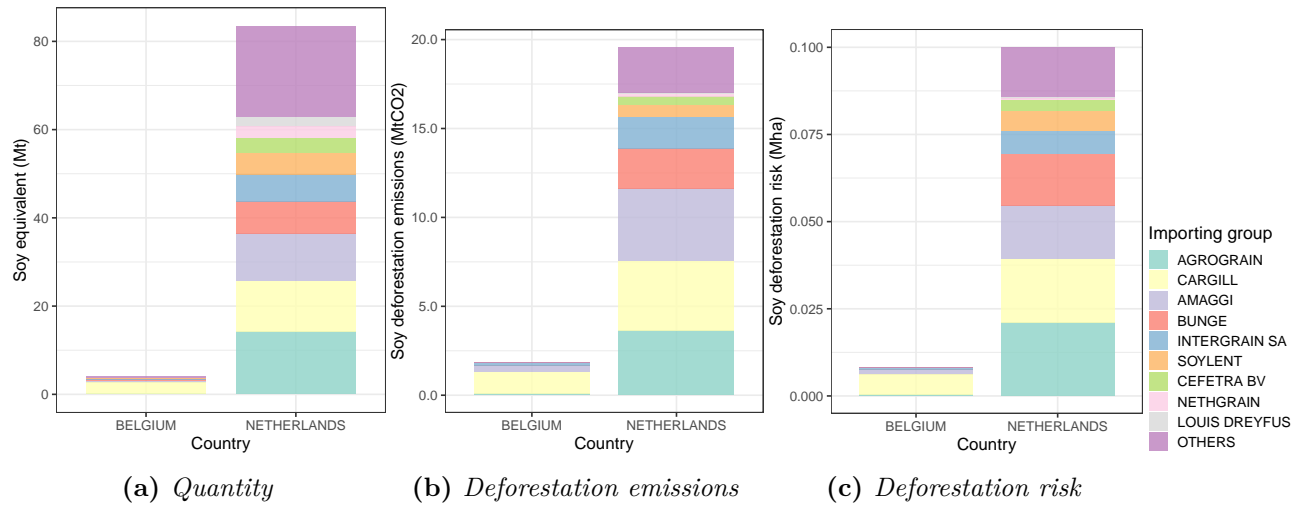 Soy equivalent (Mt)
80
60
40
20
0
BELGIUM NETHERLANDS
Country
(a) Quantity
Soy deforestation emissions (MtCO2)
20.0
15.0
10.0
5.0
0.0
BELGIUM NETHERLANDS
Country
(b) Deforestation emissions
Soy deforestation risk (Mha)
0.100
0.075
0.050
0.025
0.000
BELGIUM NETHERLANDS
Country
(c) Deforestation risk
Importing group
AGROGRAIN
CARGILL
AMAGGI
BUNGE
INTERGRAIN SA
SOYLENT
CEFETRA BV
NETHGRAIN
LOUIS DREYFUS
OTHERS